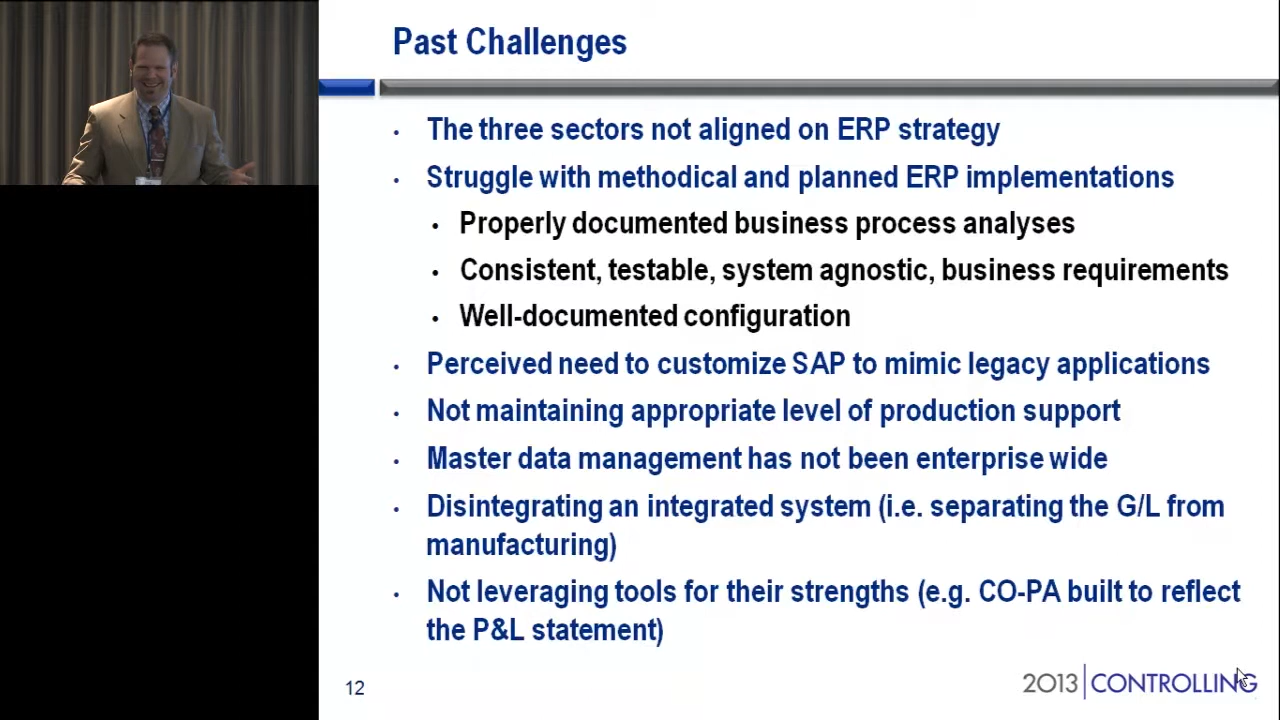 Past Challenges
• The three sectors not aligned on ERP strategy
• Struggle with methodical and planned ERP implementations
• Properly documented business process analyses
• Consistent, testable, system agnostic, business requirements
• Well-documented configuration
• Perceived need to customize SAP to mimic legacy applications
• Not maintaining appropriate level of production support
• Master data management has not been enterprise wide
• Disintegrating an integrated system (i.e. separating the G/L from
manufacturing)
• Not leveraging tools for their strengths (e.g. CO-PA built to reflect
the P&L statement)
12
2013 CONTROLLING